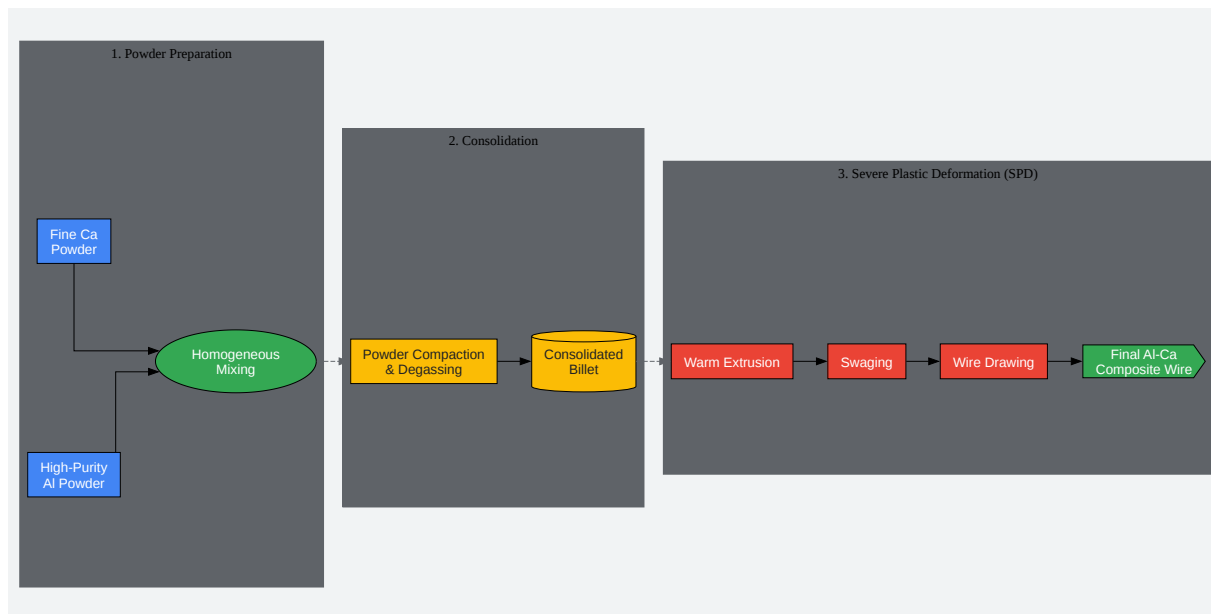 1. Powder Preparation
Fine Ca
Powder
High-Purity
Al Powder
Homogeneous
Mixing
2. Consolidation
Powder Compaction
& Degassing
Consolidated
Billet
3. Severe Plastic Deformation (SPD)
Warm Extrusion
Swaging
Wire Drawing
Final Al-Ca
Composite Wire